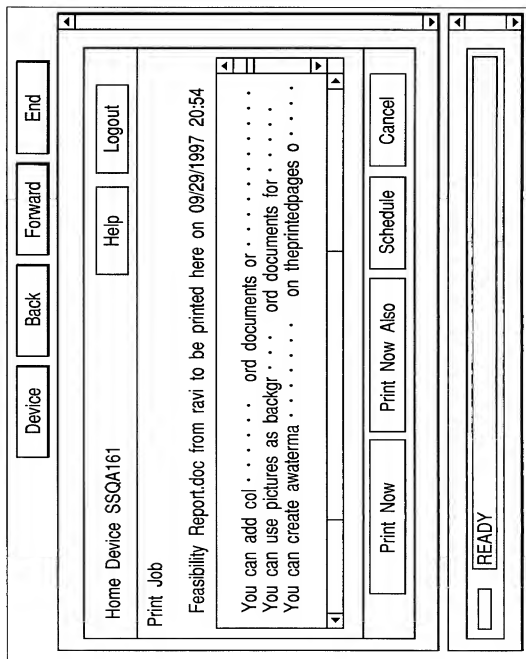 Device Back Forward End
Home Device SSQA161 Help Logout
Print Job
Feasibility Report.doc from ravi to be printed here on 09/29/1997 20:54
You can add col · · · · · · ord documents or · · · · · · · · · · ·
You can use pictures as backgr · · · ord documents for · · · · · ·
You can create awaterma · · · · · · · on theprintedpages o · · · ·
Print Now Print Now Also Schedule Cancel
READY